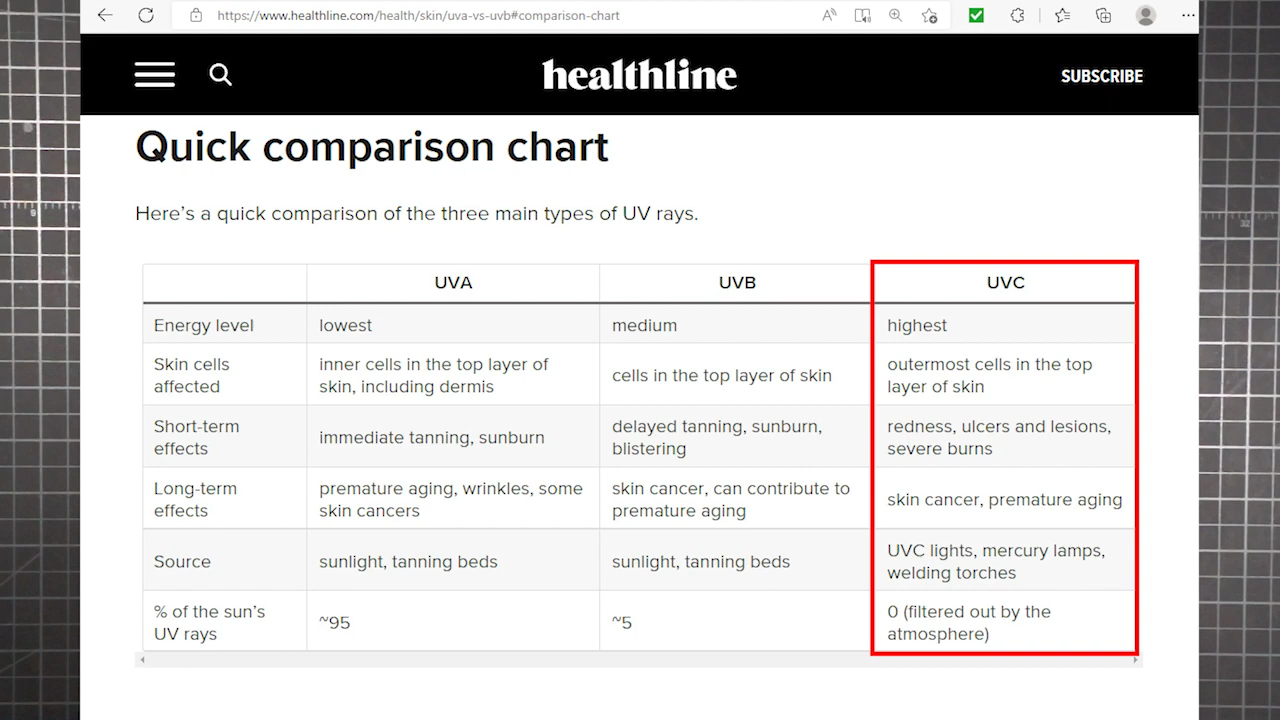 https://www.healthline.com/health/skin/uva-vs-uvb#comparison-chart
healthline
SUBSCRIBE
Quick comparison chart
Here’s a quick comparison of the three main types of UV rays.
UVA UVB UVC
Energy level lowest medium highest
Skin cells affected
inner cells in the top layer of skin, including dermis
cells in the top layer of skin
outermost cells in the top layer of skin
Short-term effects
immediate tanning, sunburn
delayed tanning, sunburn, blistering
redness, ulcers and lesions, severe burns
Long-term effects
premature aging, wrinkles, some skin cancers
skin cancer, can contribute to premature aging
skin cancer, premature aging
Source
sunlight, tanning beds
sunlight, tanning beds
UVC lights, mercury lamps, welding torches
% of the sun’s UV rays
~95
~5
0 (filtered out by the atmosphere)
9
32